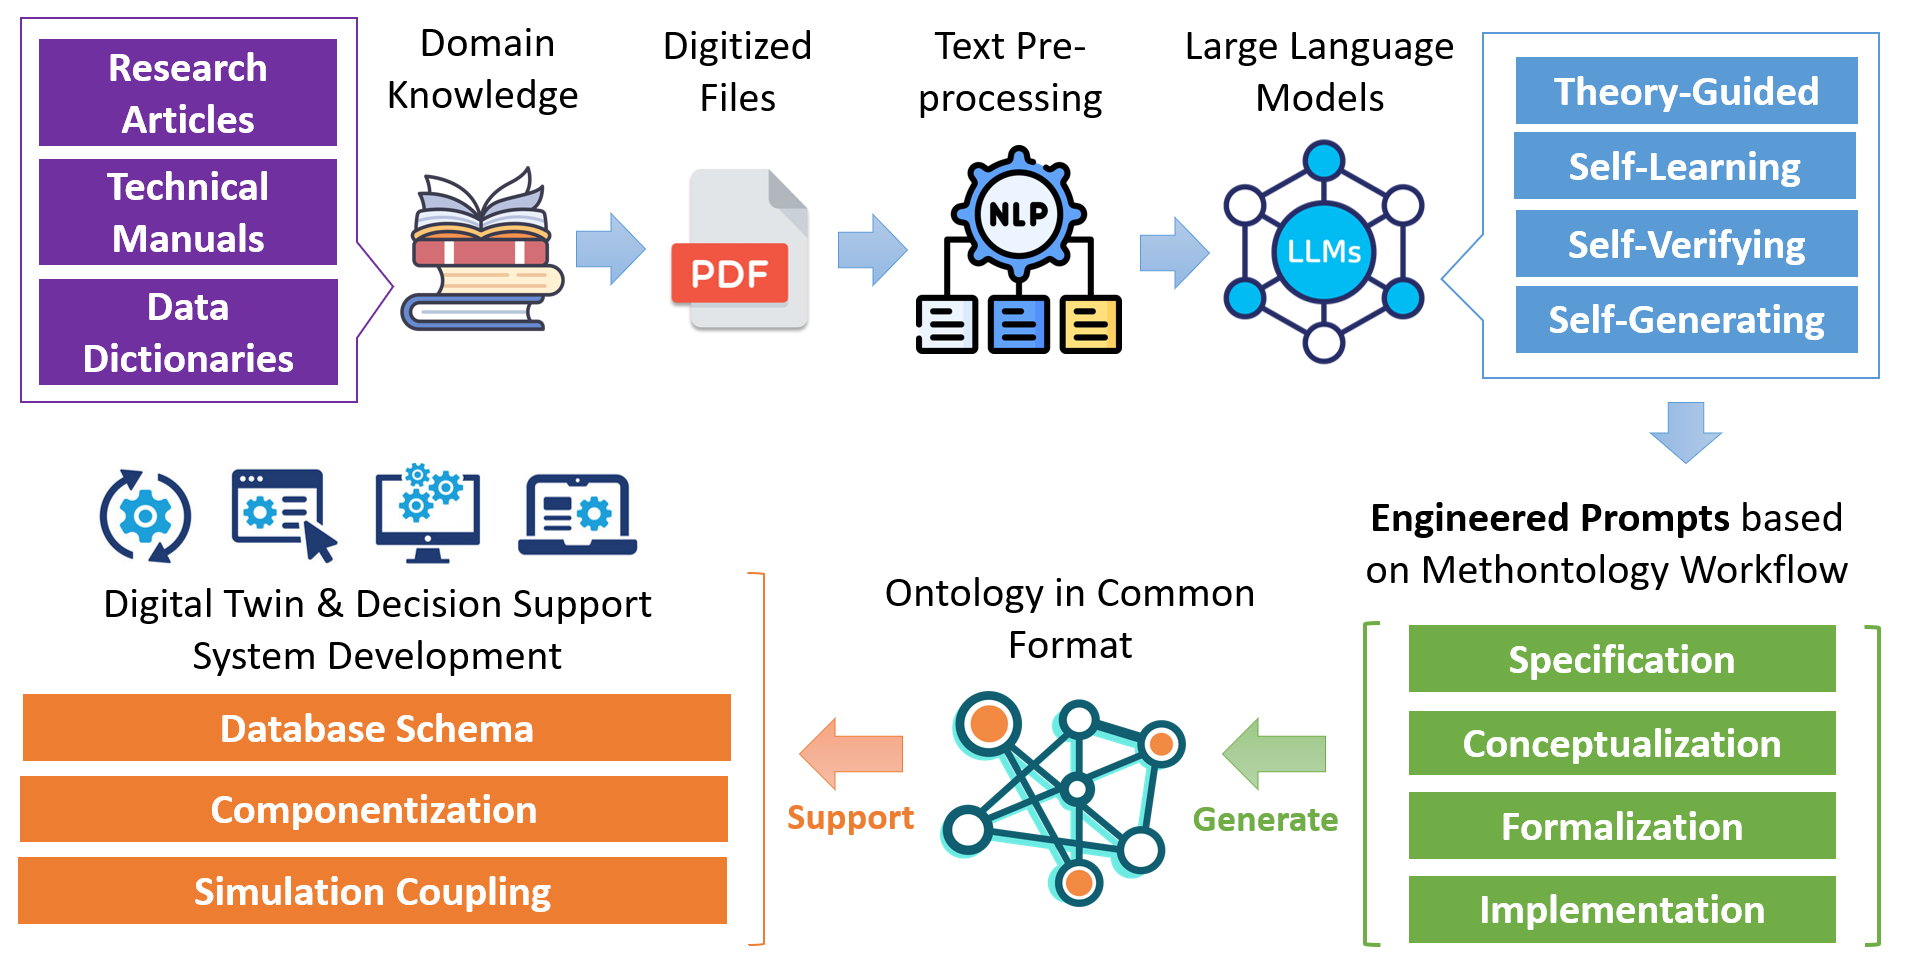 Research
Articles
Technical
Manuals
Data
Dictionaries
Domain
Knowledge
Digitized
Files
PDF
Text Pre-
processing
NLP
Large Language
Models
LLMs
Theory-Guided
Self-Learning
Self-Verifying
Self-Generating
Engineered Prompts based
on Methontology Workflow
Specification
Conceptualization
Formalization
Implementation
Generate
Ontology in Common
Format
Support
Digital Twin & Decision Support
System Development
Database Schema
Componentization
Simulation Coupling